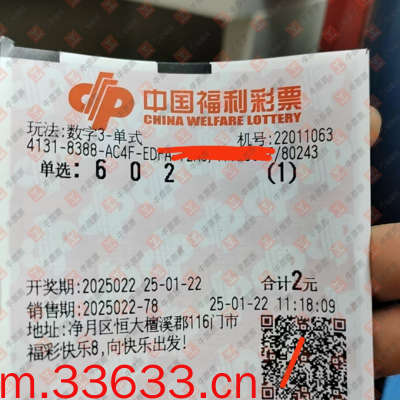 中国福利彩票
CHINA WELFARE LOTTERY
玩法:数字3-单式 机号:22011063
4131-8388-AC4F-EDFA /80243
单选: 6 0 2 (1)
开奖期:2025022 25-01-22 合计2元
销售期:2025022-78 25-01-22 11:18:09
地址:净月区恒大檀溪郡116门市
福彩快乐8,向快乐出发!
m.33633.cn